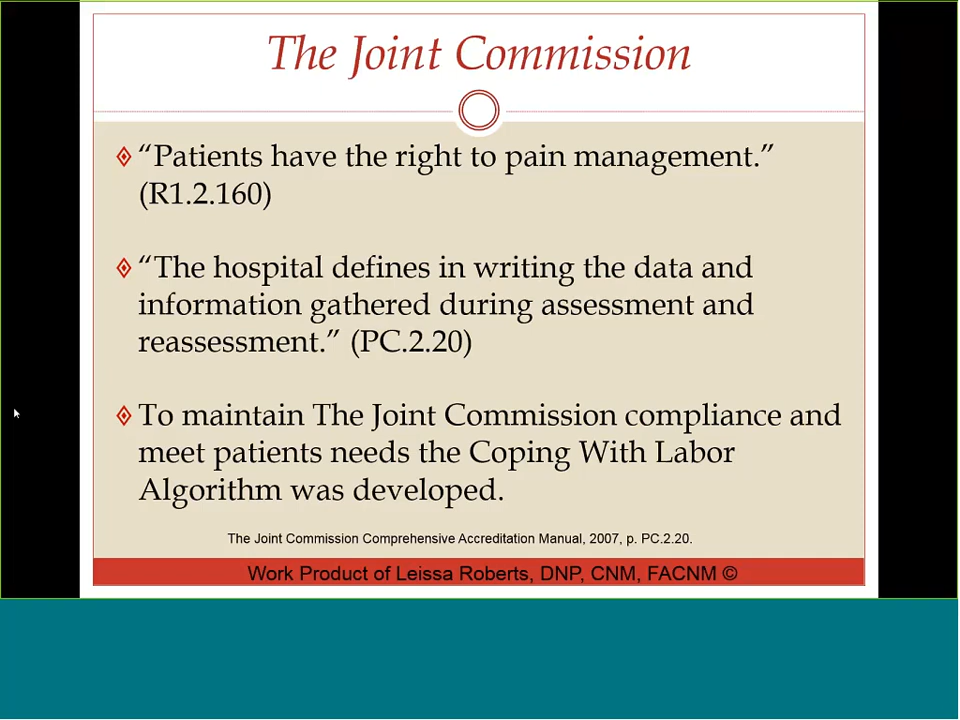 The Joint Commission
“Patients have the right to pain management.”
(R1.2.160)
“The hospital defines in writing the data and
information gathered during assessment and
reassessment.” (PC.2.20)
To maintain The Joint Commission compliance and
meet patients needs the Coping With Labor
Algorithm was developed.
The Joint Commission Comprehensive Accreditation Manual, 2007, p. PC.2.20.
Work Product of Leissa Roberts, DNP, CNM, FACNM ©